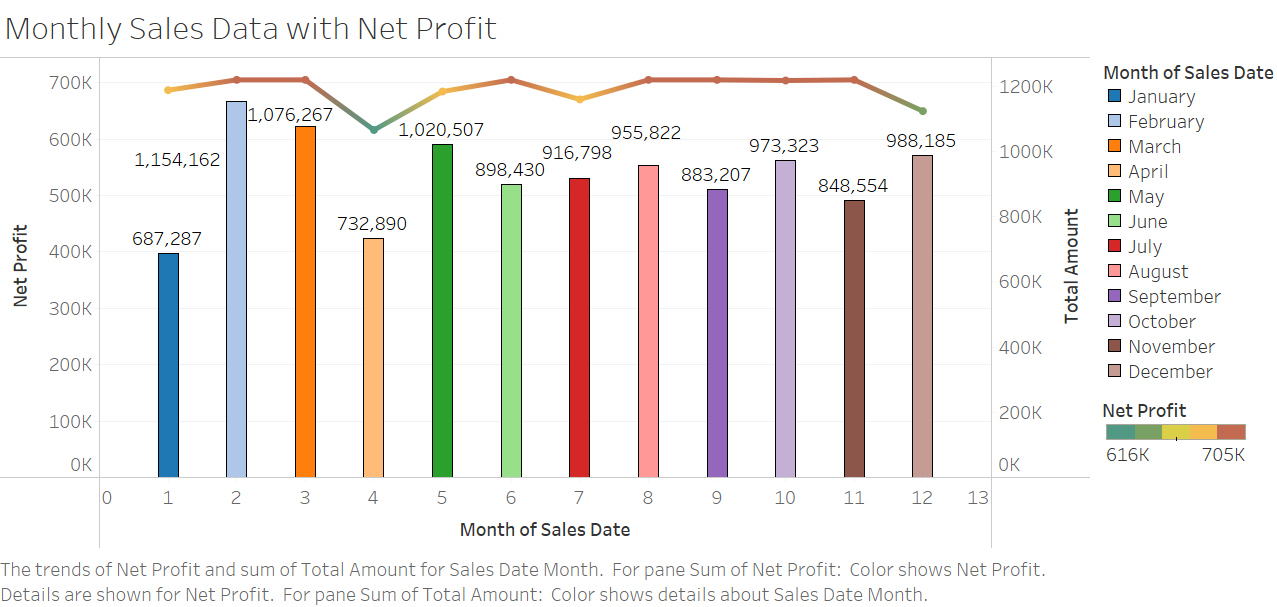 Monthly Sales Data with Net Profit
Net Profit
700K
600K
500K
400K
300K
200K
100K
0K
687,287
1,154,162
1,076,267
732,890
1,020,507
898,430
916,798
955,822
883,207
973,323
848,554
988,185
1200K
1000K
800K
600K
400K
200K
0K
Total Amount
0 1 2 3 4 5 6 7 8 9 10 11 12 13
Month of Sales Date
Month of Sales Date
January
February
March
April
May
June
July
August
September
October
November
December
Net Profit
616K 705K
The trends of Net Profit and sum of Total Amount for Sales Date Month. For pane Sum of Net Profit: Color shows Net Profit.
Details are shown for Net Profit. For pane Sum of Total Amount: Color shows details about Sales Date Month.